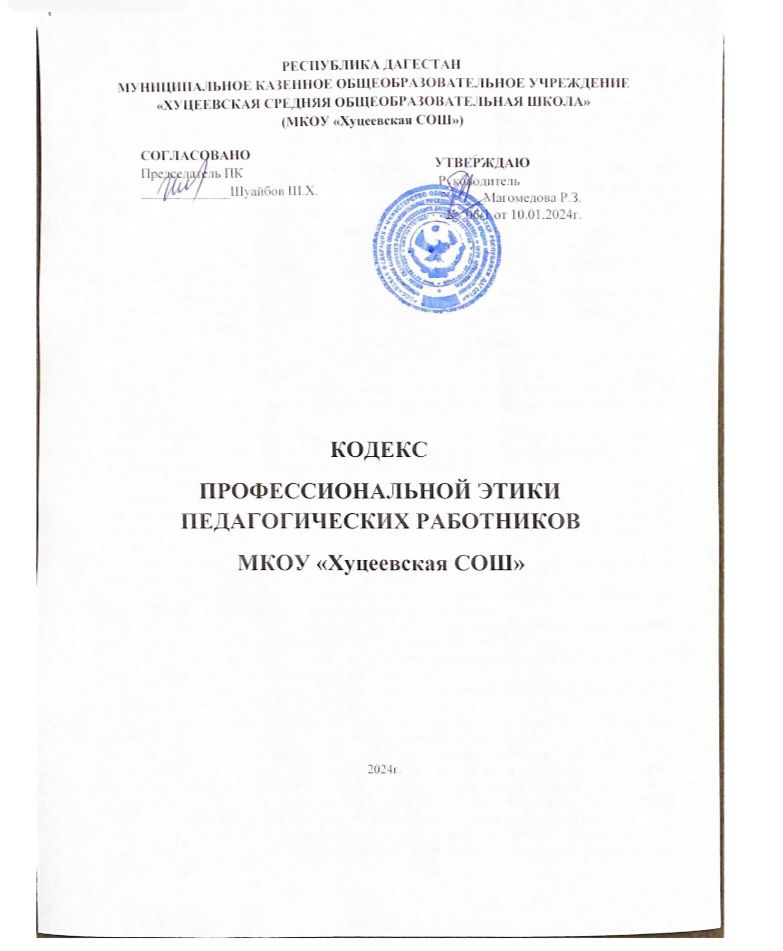 РЕСПУБЛИКА ДАГЕСТАН
МУНИЦИПАЛЬНОЕ КАЗЕННОЕ ОБЩЕОБРАЗОВАТЕЛЬНОЕ УЧРЕЖДЕНИЕ
«ХУЦЕЕВСКАЯ СРЕДНЯЯ ОБЩЕОБРАЗОВАТЕЛЬНАЯ ШКОЛА»
(МКОУ «Хуцеевская СОШ»)
СОГЛАСОВАНО
Председатель ПК
Шуайбов Ш.Х.
УТВЕРЖДАЮ
Руководитель
Магомедова Р.З.
от 10.01.2024г.
КОДЕКС
ПРОФЕССИОНАЛЬНОЙ ЭТИКИ
ПЕДАГОГИЧЕСКИХ РАБОТНИКОВ
МКОУ «Хуцеевская СОШ»
2024г.